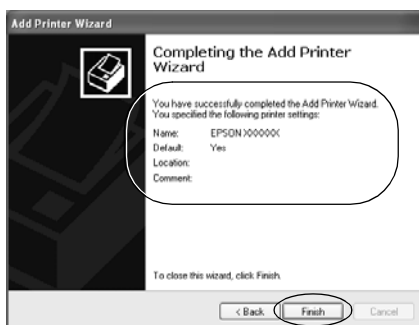 Add Printer Wizard
Completing the Add Printer
Wizard
You have successfully completed the Add Printer Wizard.
You specified the following printer settings:
Name: EPSON XXXXXX
Default: Yes
Location:
Comment:
To close this wizard, click Finish.
< Back Finish Cancel